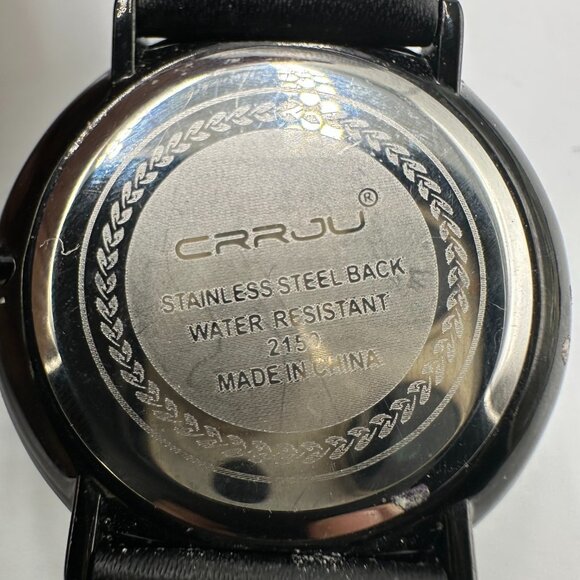 CRRJU®
STAINLESS STEEL BACK
WATER RESISTANT
2150
MADE IN CHINA